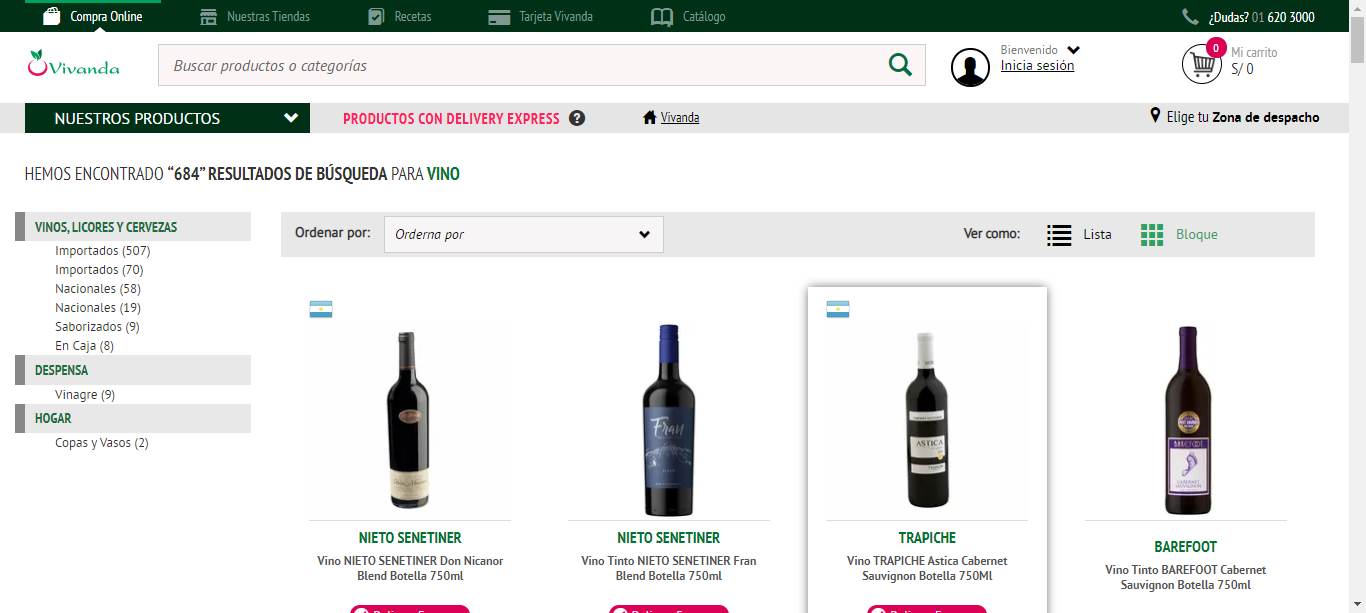 Compra Online
Nuestras Tiendas
Recetas
Tarjeta Vivanda
Catálogo
¿Dudas? 01 620 3000
Vivanda
Buscar productos o categorías
Bienvenido
Inicia sesión
0
Mi carrito
S/ 0
NUESTROS PRODUCTOS
PRODUCTOS CON DELIVERY EXPRESS ?
Vivanda
Elige tu Zona de despacho
HEMOS ENCONTRADO “684” RESULTADOS DE BÚSQUEDA PARA VINO
VINOS, LICORES Y CERVEZAS
Importados (507)
Importados (70)
Nacionales (58)
Nacionales (19)
Saborizados (9)
En Caja (8)
DESPENSA
Vinagre (9)
HOGAR
Copas y Vasos (2)
Ordenar por:
Orderna por
Ver como:
Lista
Bloque
Fran
ASTICA
BAREFOOT
CABERNET
SAUVIGNON
NIETO SENETINER
Vino NIETO SENETINER Don Nicanor
Blend Botella 750ml
NIETO SENETINER
Vino Tinto NIETO SENETINER Fran
Blend Botella 750ml
TRAPICHE
Vino TRAPICHE Astica Cabernet
Sauvignon Botella 750Ml
BAREFOOT
Vino Tinto BAREFOOT Cabernet
Sauvignon Botella 750ml